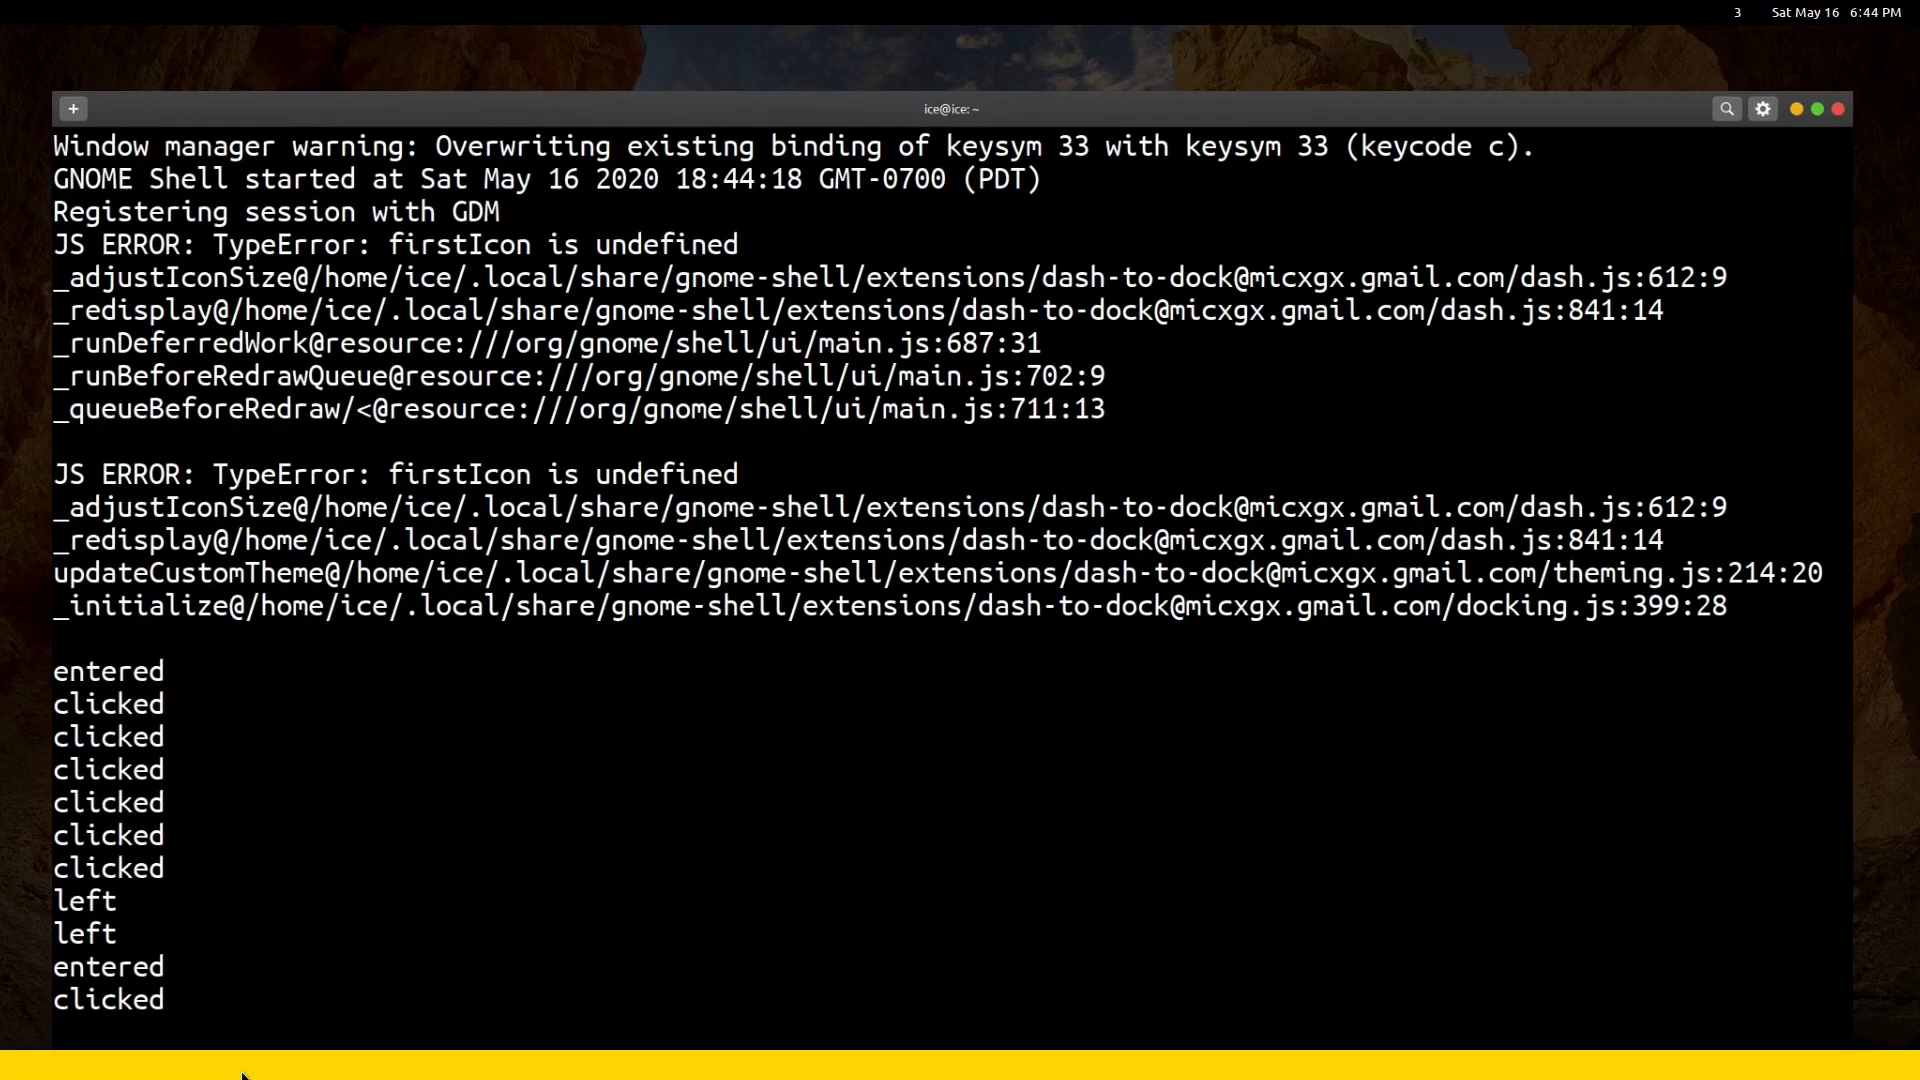 3 Sat May 16 6:44 PM
+ ice@ice: ~
Window manager warning: Overwriting existing binding of keysym 33 with keysym 33 (keycode c).
GNOME Shell started at Sat May 16 2020 18:44:18 GMT-0700 (PDT)
Registering session with GDM
JS ERROR: TypeError: firstIcon is undefined
_adjustIconSize@/home/ice/.local/share/gnome-shell/extensions/dash-to-dock@micxgx.gmail.com/dash.js:612:9
_redisplay@/home/ice/.local/share/gnome-shell/extensions/dash-to-dock@micxgx.gmail.com/dash.js:841:14
_runDeferredWork@resource:///org/gnome/shell/ui/main.js:687:31
_runBeforeRedrawQueue@resource:///org/gnome/shell/ui/main.js:702:9
_queueBeforeRedraw/<@resource:///org/gnome/shell/ui/main.js:711:13
JS ERROR: TypeError: firstIcon is undefined
_adjustIconSize@/home/ice/.local/share/gnome-shell/extensions/dash-to-dock@micxgx.gmail.com/dash.js:612:9
_redisplay@/home/ice/.local/share/gnome-shell/extensions/dash-to-dock@micxgx.gmail.com/dash.js:841:14
updateCustomTheme@/home/ice/.local/share/gnome-shell/extensions/dash-to-dock@micxgx.gmail.com/theming.js:214:20
_initialize@/home/ice/.local/share/gnome-shell/extensions/dash-to-dock@micxgx.gmail.com/docking.js:399:28
entered
clicked
clicked
clicked
clicked
clicked
clicked
left
left
entered
clicked